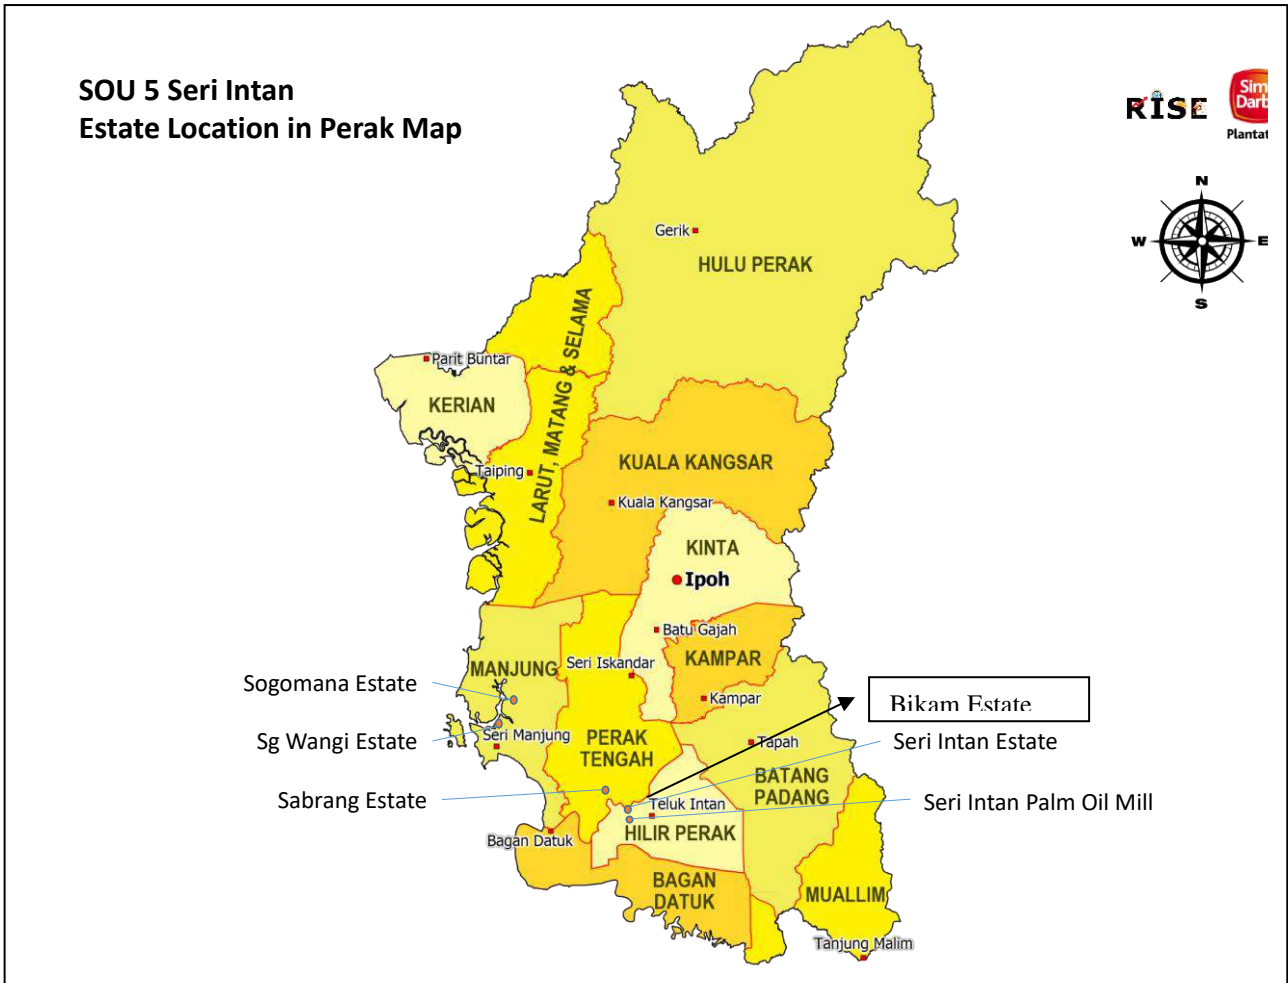 SOU 5 Seri Intan
Estate Location in Perak Map
RISE
Sim
Darb
Plantat
N
W
E
S
Gerik
HULU PERAK
LARUT, MATANG & SELAMA
Parit Buntar
KERIAN
Taiping
KUALA KANGSAR
Kuala Kangsar
KINTA
Ipoh
Batu Gajah
Seri Iskandar
KAMPAR
MANJUNG
Kampar
Sogomana Estate
Bikam Estate
Sg Wangi Estate
Seri Manjung
PERAK
TENGAH
Tapah
Seri Intan Estate
BATANG
PADANG
Sabrang Estate
Teluk Intan
Seri Intan Palm Oil Mill
HILIR PERAK
Bagan Datuk
BAGAN
DATUK
MUALLIM
Tanjung Malim